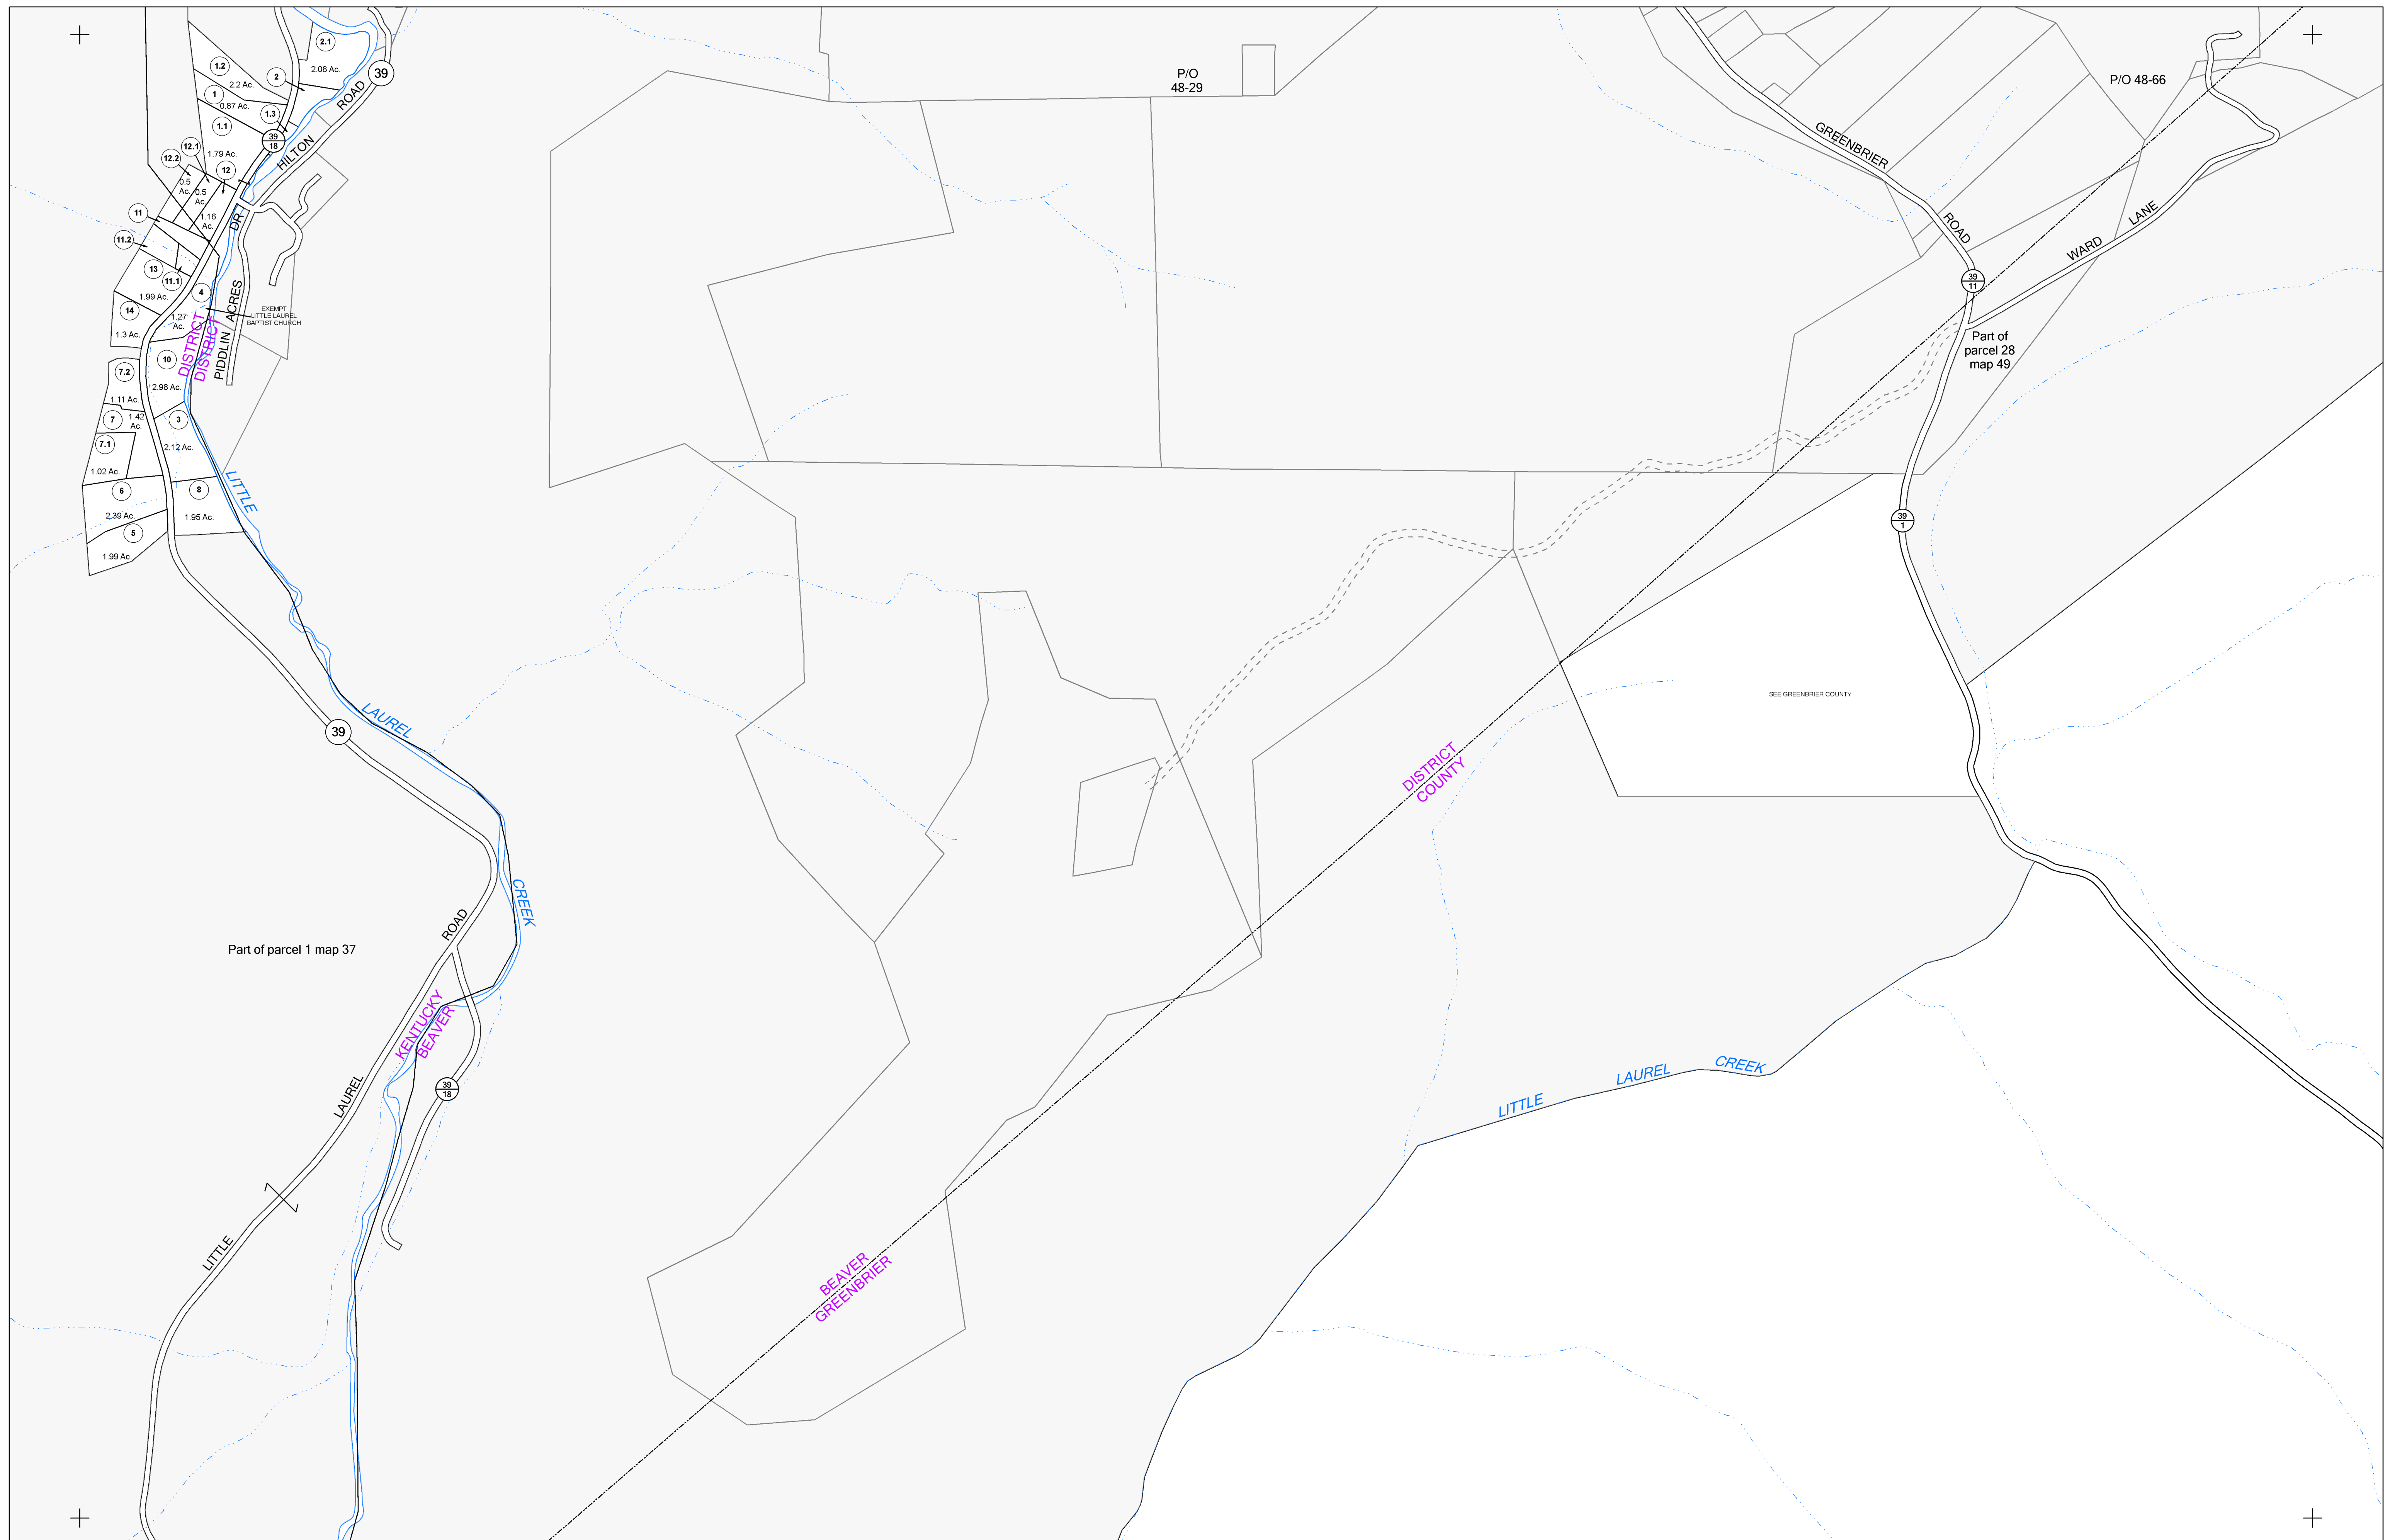 2.1
2.08 Ac.
1.2
2.2 Ac.
2
39
1
0.87 Ac.
1.3
1.1
1.79 Ac.
39
18
HILTON ROAD
12.1
12.2
12
0.5
Ac.
0.5
Ac.
1.16
Ac.
11
DR
11.2
13
11.1
1.99 Ac.
4
14
1.27
Ac.
1.3 Ac.
EXEMPT
LITTLE LAUREL
BAPTIST CHURCH
DISTRICT
DISTRICT
PIDDLIN ACRES
10
2.98 Ac.
7.2
1.11 Ac.
7
1.42
Ac.
3
2.12 Ac.
7.1
1.02 Ac.
6
2.39 Ac.
8
1.95 Ac.
5
1.99 Ac.
LITTLE
LAUREL
CREEK
39
Part of parcel 1 map 37
ROAD
KENTUCKY
BEAVER
LAUREL
39
18
LITTLE
P/O
48-29
P/O 48-66
GREENBRIER
ROAD
WARD LANE
39
11
Part of
parcel 28
map 49
39
1
SEE GREENBRIER COUNTY
DISTRICT
COUNTY
LITTLE LAUREL CREEK
BEAVER
GREENBRIER